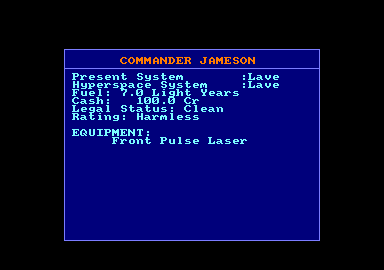 COMMANDER JAMESON
Present System :Lave
Hyperspace System :Lave
Fuel: 7.0 Light Years
Cash: 100.0 Cr
Legal Status: Clean
Rating: Harmless
EQUIPMENT:
Front Pulse Laser